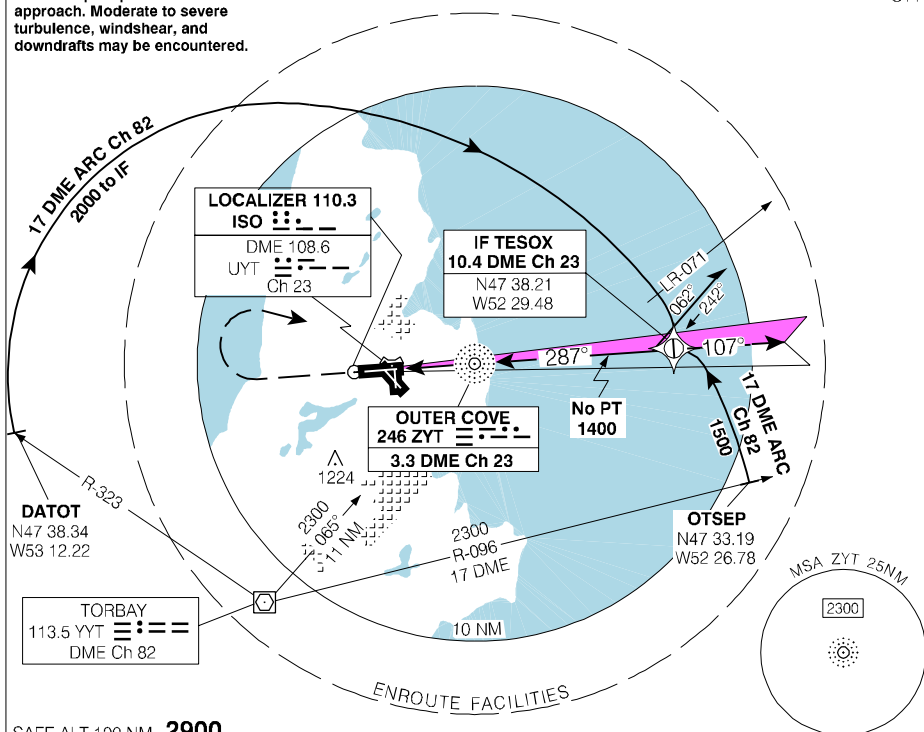 approach. Moderate to severe
turbulence, windshear, and
downdrafts may be encountered.
17 DME ARC Ch 82
2000 to IF
LOCALIZER 110.3
ISO
DME 108.6
UYT
Ch 23
IF TESOX
10.4 DME Ch 23
N47 38.21
W52 29.48
LR-071
062°
242°
287°
107°
No PT
1400
17 DME ARC
Ch 82
1500
OUTER COVE
246 ZYT
3.3 DME Ch 23
1224
R-323
DATOT
N47 38.34
W53 12.22
2300
065°
11 NM
2300
R-096
17 DME
OTSEP
N47 33.19
W52 26.78
TORBAY
113.5 YYT
DME Ch 82
10 NM
ENROUTE FACILITIES
MSA ZYT 25NM
2300
SAFE ALT 100 NM 2900